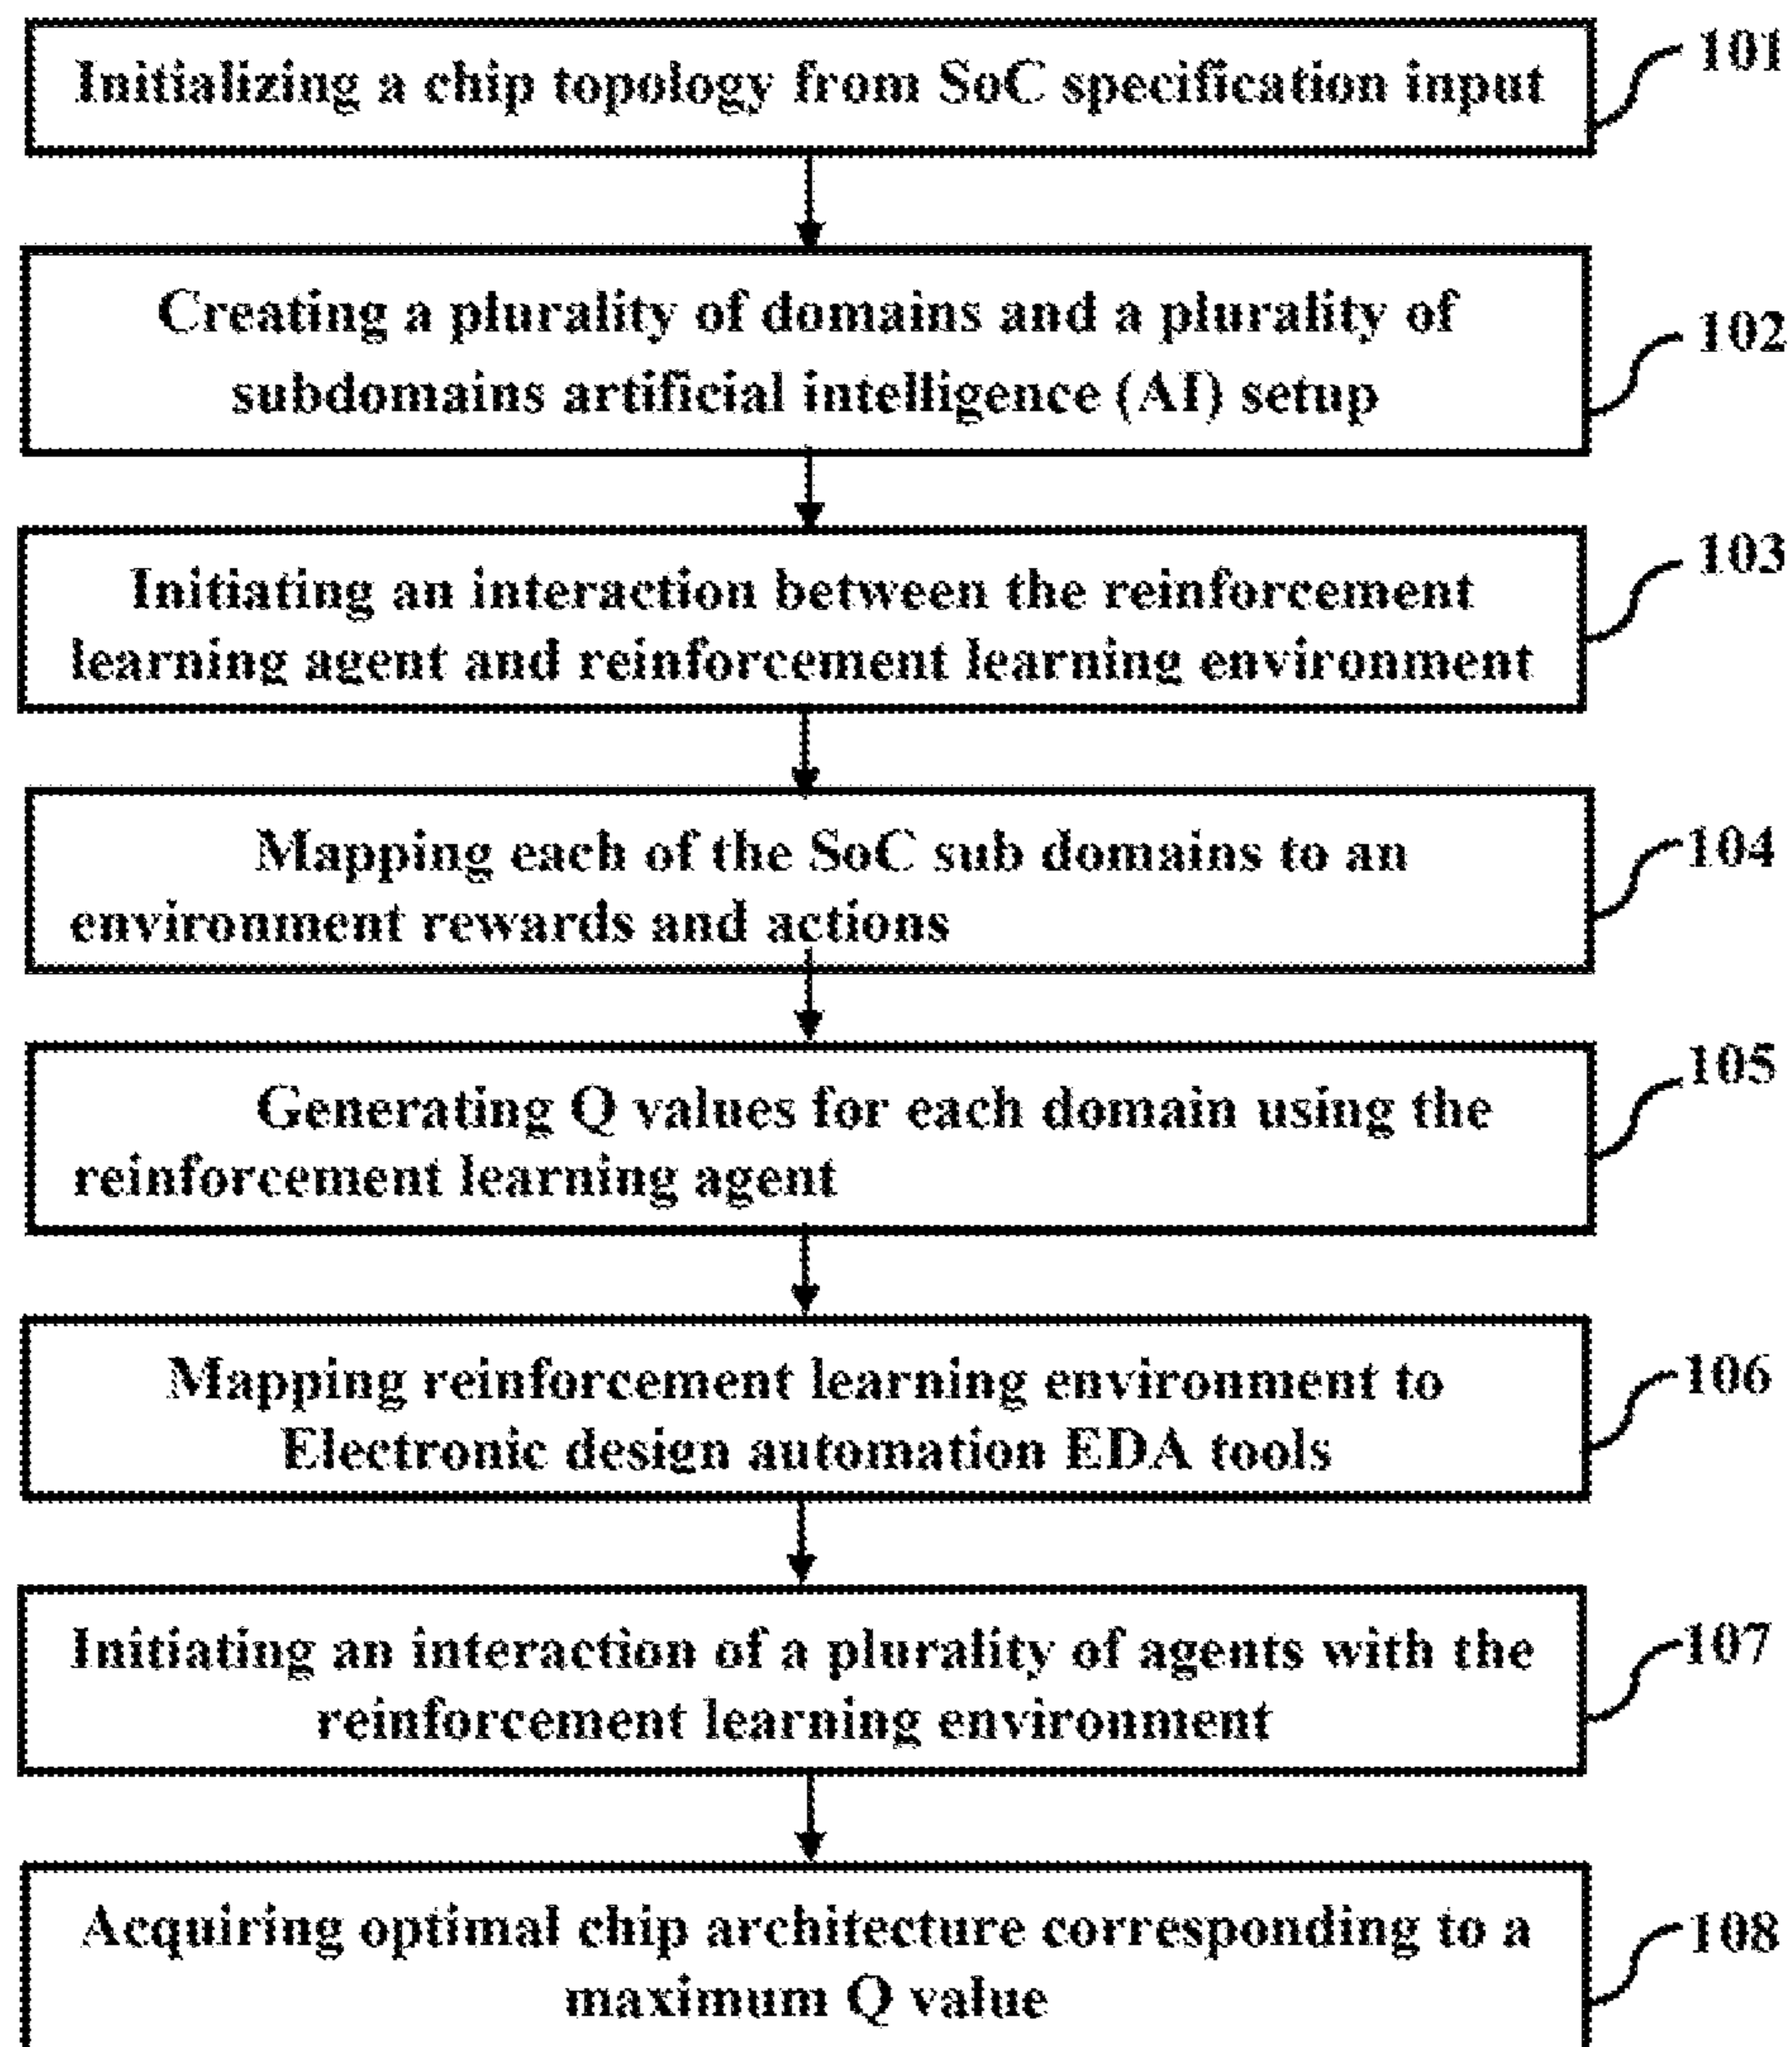 Initializing a chip topology from SoC specification input
101
Creating a plurality of domains and a plurality of
subdomains artificial intelligence (AI) setup
102
Initiating an interaction between the reinforcement
learning agent and reinforcement learning environment
103
Mapping each of the SoC sub domains to an
environment rewards and actions
104
Generating Q values for each domain using the
reinforcement learning agent
105
Mapping reinforcement learning environment to
Electronic design automation EDA tools
106
Initiating an interaction of a plurality of agents with the
reinforcement learning environment
107
Acquiring optimal chip architecture corresponding to a
maximum Q value
108